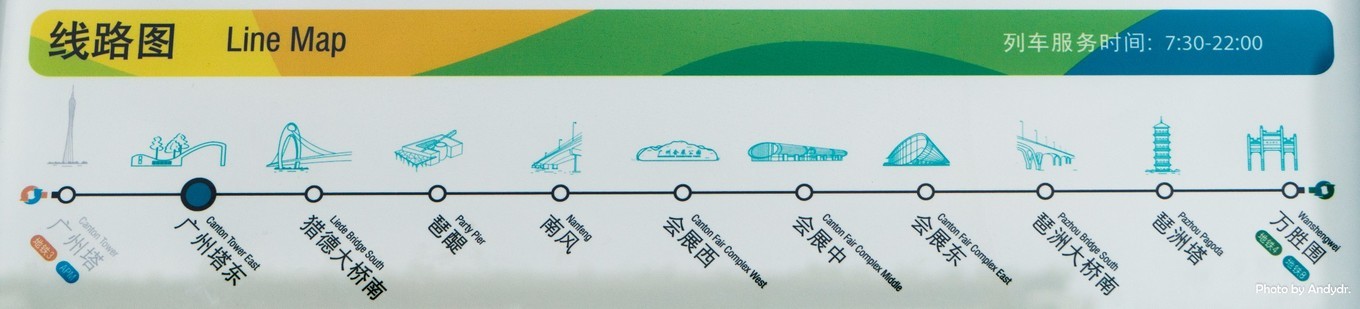 线路图 Line Map
列车服务时间: 7:30-22:00
广州塔
Canton Tower
地铁3
APM
广州塔东
Canton Tower East
猎德大桥南
Liede Bridge South
琶醍
Party Pier
南风
Nanfeng
会展西
Canton Fair Complex West
会展中
Canton Fair Complex Middle
会展东
Canton Fair Complex East
琶洲大桥南
Pazhou Bridge South
琶洲塔
Pazhou Pagoda
万胜围
Wanshengwei
地铁4
地铁8
Photo by Andydr.